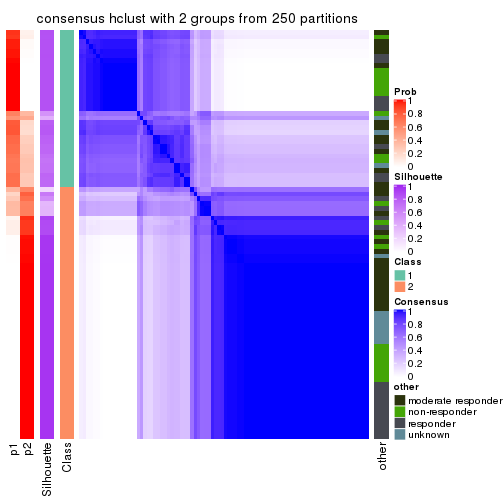 consensus hclust with 2 groups from 250 partitions
Prob
1
0.8
0.6
0.4
0.2
0
Silhouette
1
0.8
0.6
0.4
0.2
0
Class
1
2
Consensus
1
0.8
0.6
0.4
0.2
0
other
moderate responder
non-responder
responder
unknown
p1
p2
Silhouette
Class
other